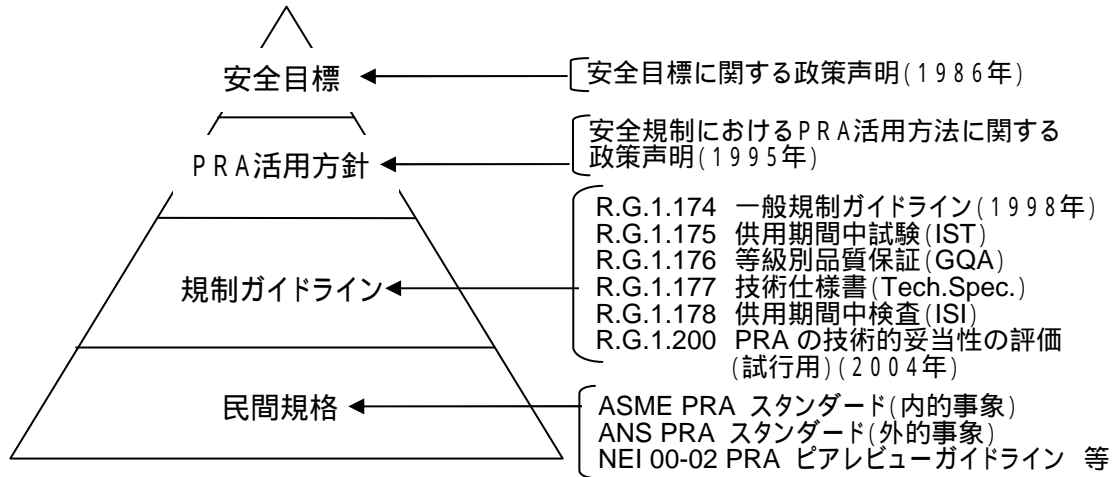 安全目標
安全目標に関する政策声明(1986年)
PRA活用方針
安全規制におけるPRA活用方法に関する
政策声明(1995年)
規制ガイドライン
R.G.1.174 一般規制ガイドライン(1998年)
R.G.1.175 供用期間中試験(IST)
R.G.1.176 等級別品質保証(GQA)
R.G.1.177 技術仕様書(Tech.Spec.)
R.G.1.178 供用期間中検査(ISI)
R.G.1.200 PRA の技術的妥当性の評価
(試行用)(2004年)
民間規格
ASME PRA スタンダード(内的事象)
ANS PRA スタンダード(外的事象)
NEI 00-02 PRA ピアレビューガイドライン 等